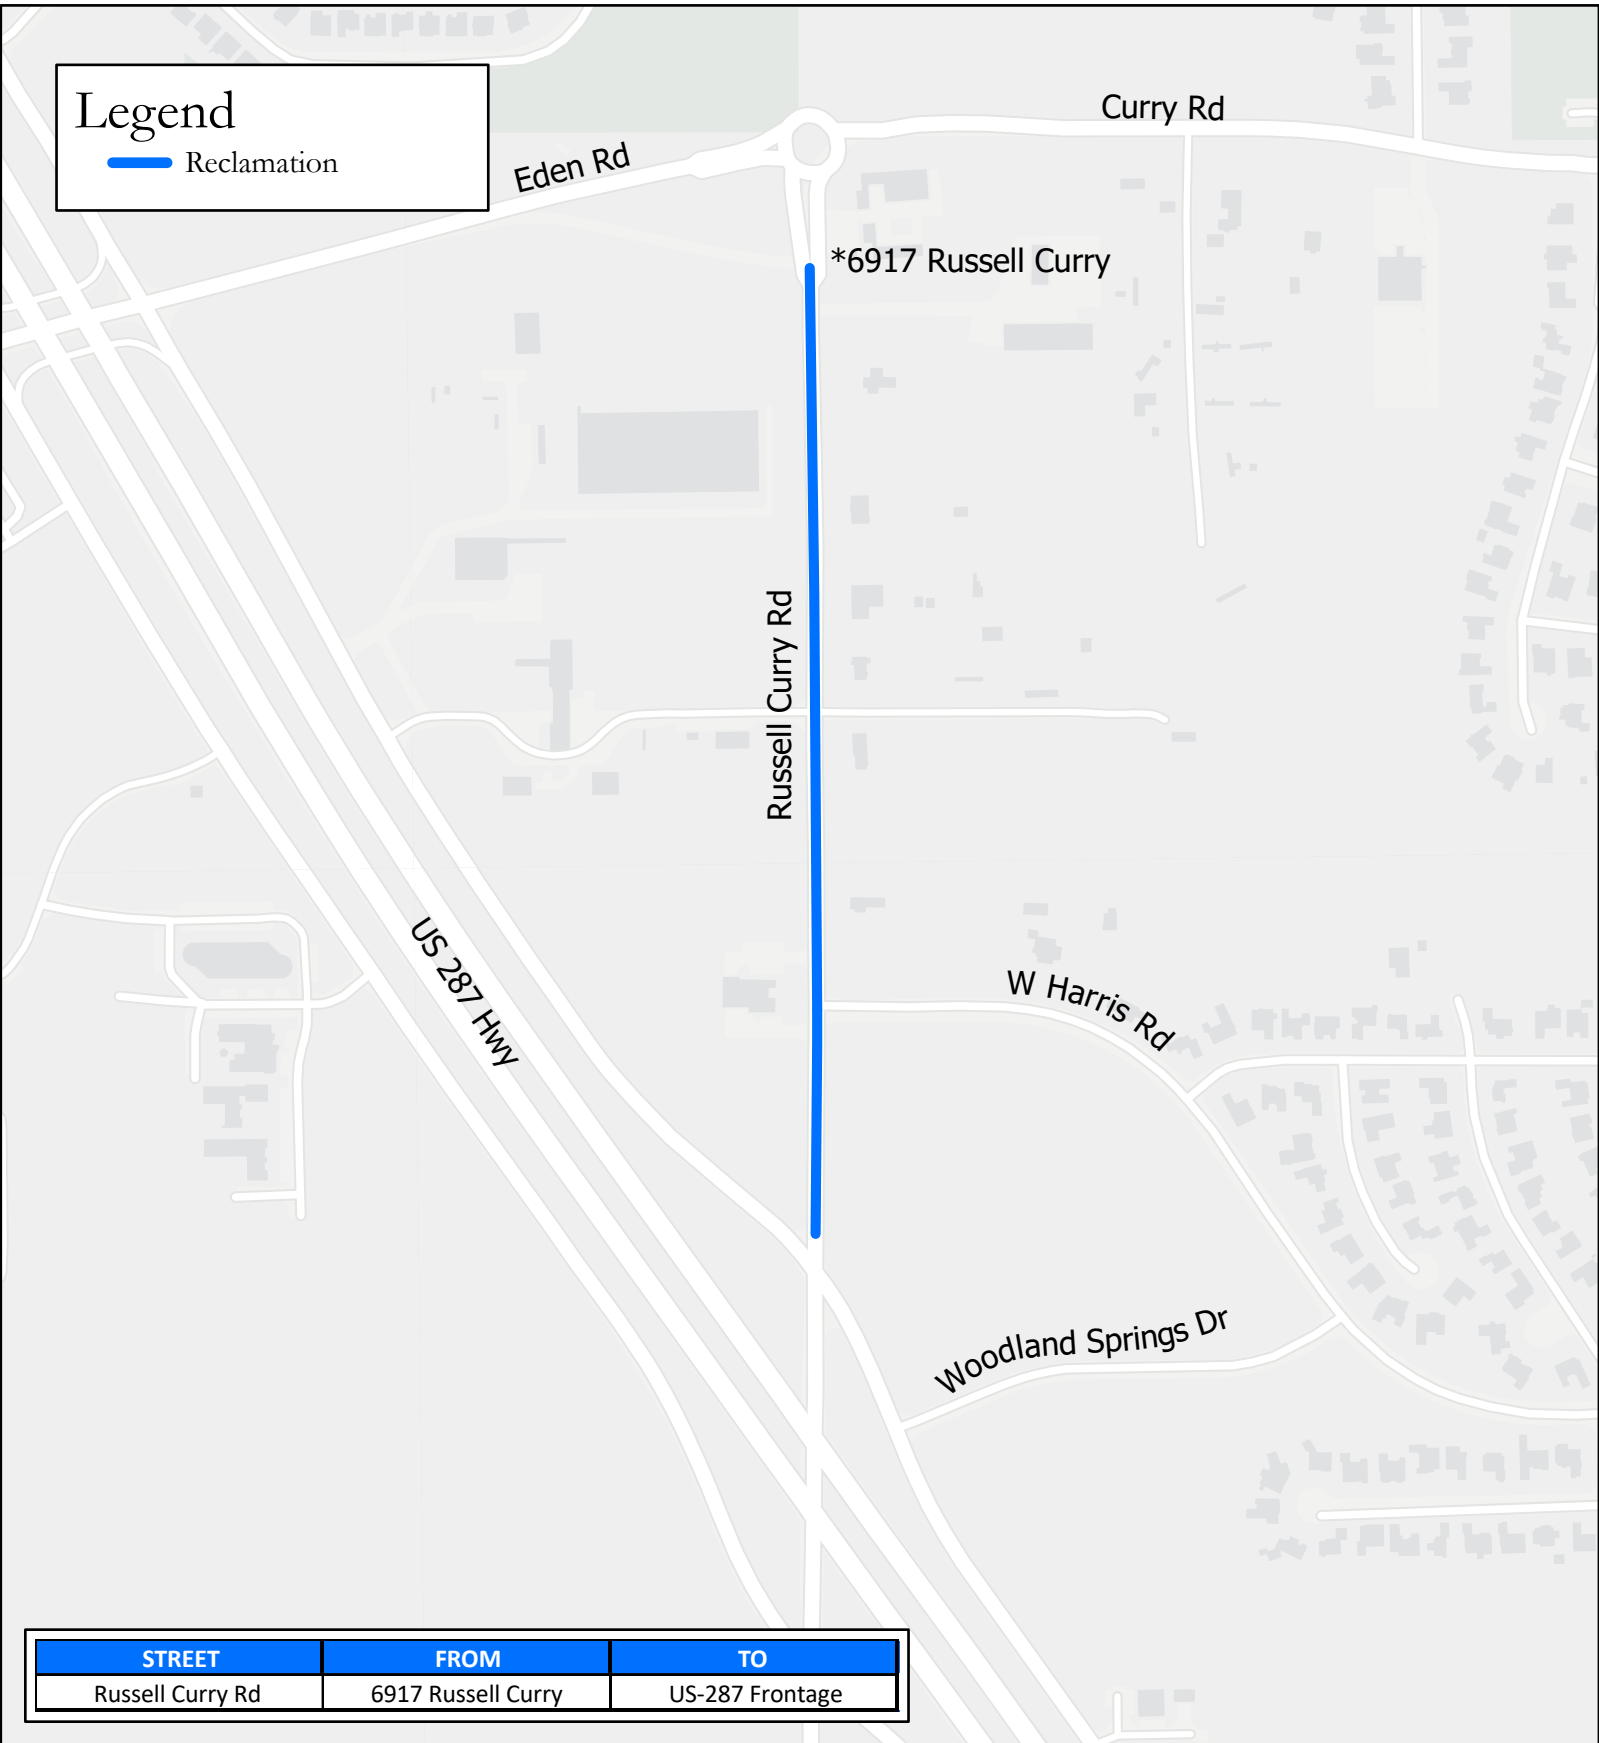 Legend
Reclamation
Curry Rd
Eden Rd
*6917 Russell Curry
Russell Curry Rd
US 287 Hwy
W Harris Rd
Woodland Springs Dr
STREET FROM TO
Russell Curry Rd 6917 Russell Curry US-287 Frontage